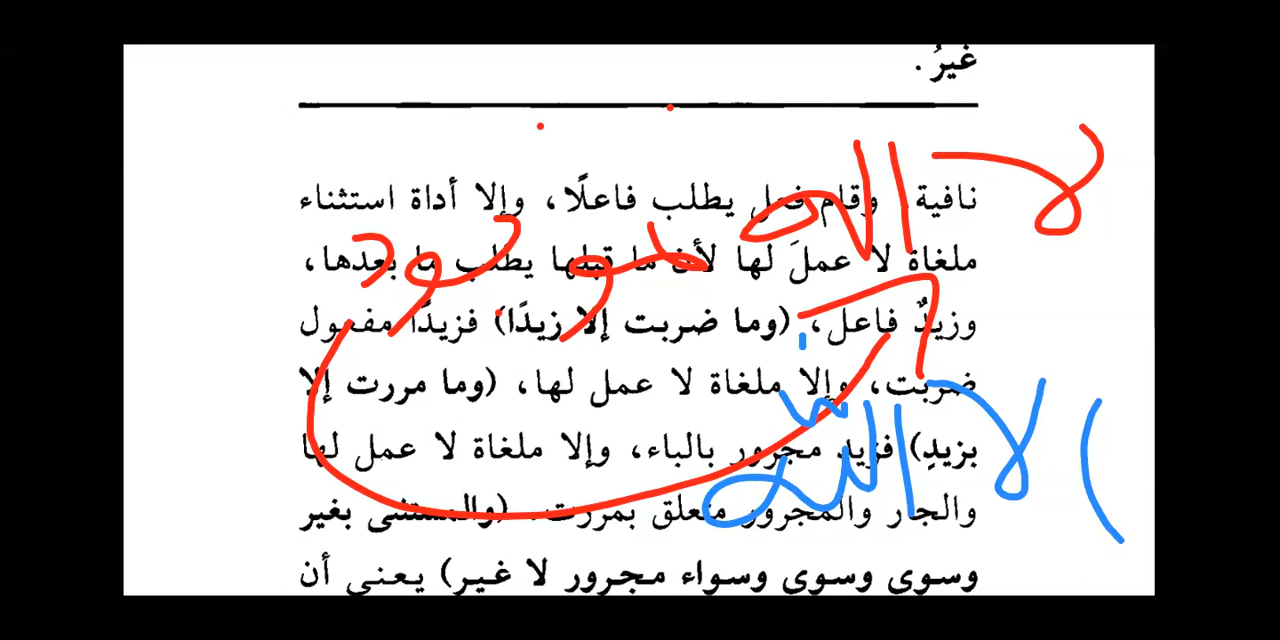 غيرُ .
نافية وقام فعل يطلب فاعلًا، وإلا أداة استثناء
ملغاة لا عملَ لها لأن ما قبلها يطلب ما بعدها،
وزيدٌ فاعل، (وما ضربت إلا زيدًا) فزيدًا مفعول
ضربت، وإلا ملغاة لا عمل لها، (وما مررت إلا
بزيدٍ) فزيد مجرور بالباء، وإلا ملغاة لا عمل لها
والجار والمجرور متعلق بمررت، (والمستثنى بغير
وسوى وسوى وسواء مجرور لا غير) يعني أن
لا اله
الا الله